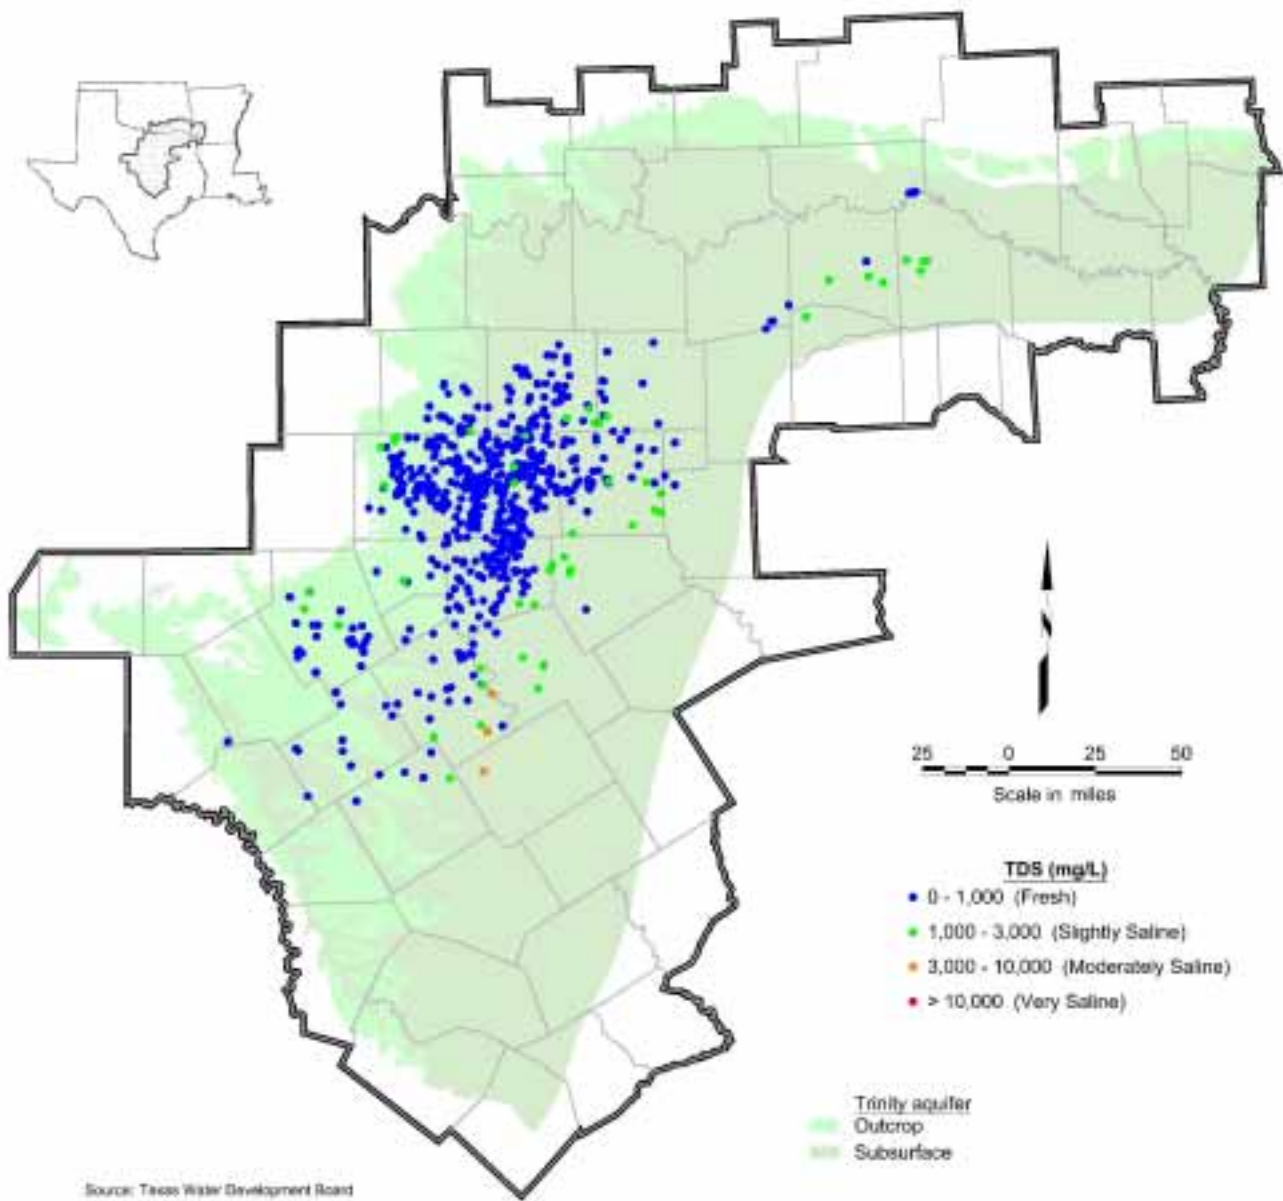 25 0 25 50
Scale in miles
TDS (mg/L)
0 - 1,000 (Fresh)
1,000 - 3,000 (Slightly Saline)
3,000 - 10,000 (Moderately Saline)
> 10,000 (Very Saline)
Trinity aquifer
Outcrop
Subsurface
Source: Texas Water Development Board